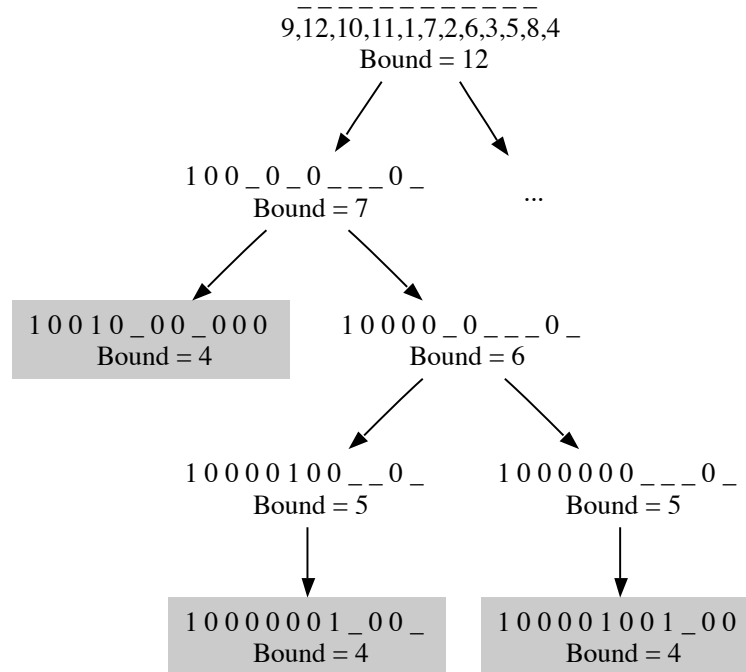 _ _ _ _ _ _ _ _ _ _ _ _
9,12,10,11,1,7,2,6,3,5,8,4
Bound = 12
1 0 0 _ 0 _ 0 _ _ _ 0 _
Bound = 7
...
1 0 0 1 0 _ 0 0 _ 0 0 0
Bound = 4
1 0 0 0 0 _ 0 _ _ _ 0 _
Bound = 6
1 0 0 0 0 1 0 0 _ _ 0 _
Bound = 5
1 0 0 0 0 0 0 _ _ _ 0 _
Bound = 5
1 0 0 0 0 0 0 1 _ 0 0 _
Bound = 4
1 0 0 0 0 1 0 0 1 _ 0 0
Bound = 4